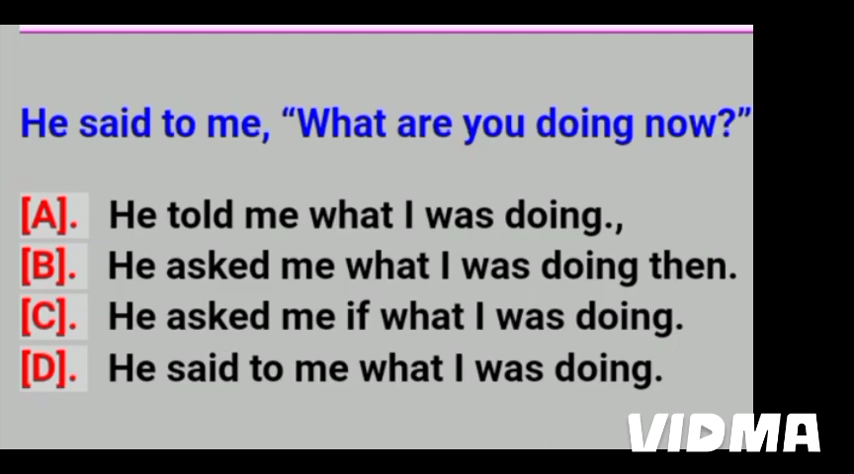 He said to me, “What are you doing now?”
[A]. He told me what I was doing.,
[B]. He asked me what I was doing then.
[C]. He asked me if what I was doing.
[D]. He said to me what I was doing.
VIDMA